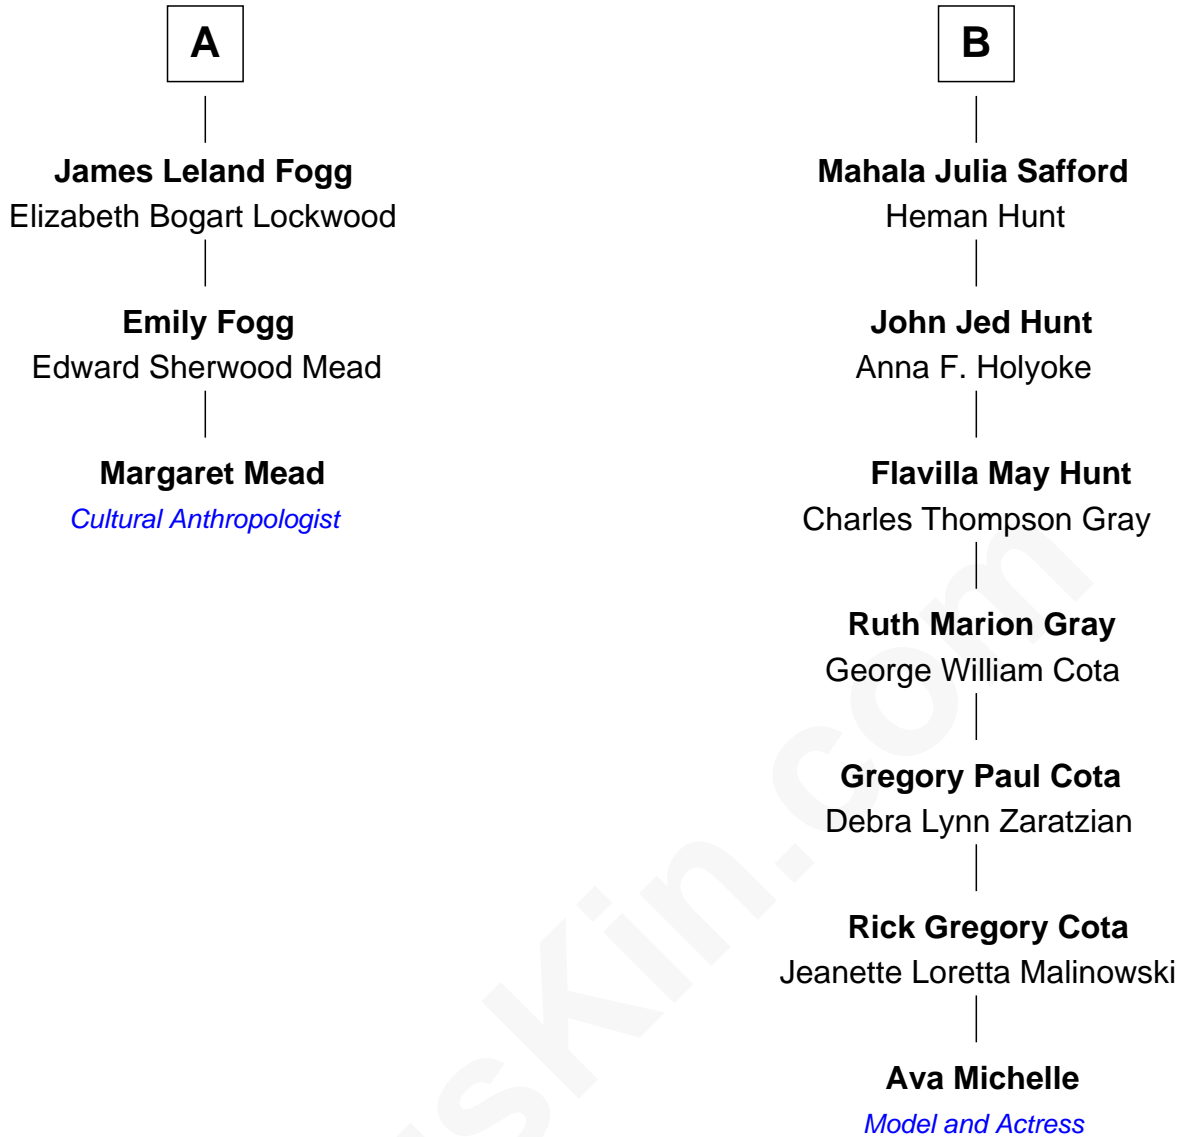 A
James Leland Fogg
Elizabeth Bogart Lockwood
Emily Fogg
Edward Sherwood Mead
Margaret Mead
Cultural Anthropologist
B
Mahala Julia Safford
Heman Hunt
John Jed Hunt
Anna F. Holyoke
Flavilla May Hunt
Charles Thompson Gray
Ruth Marion Gray
George William Cota
Gregory Paul Cota
Debra Lynn Zaratzian
Rick Gregory Cota
Jeanette Loretta Malinowski
Ava Michelle
Model and Actress
sKin.com